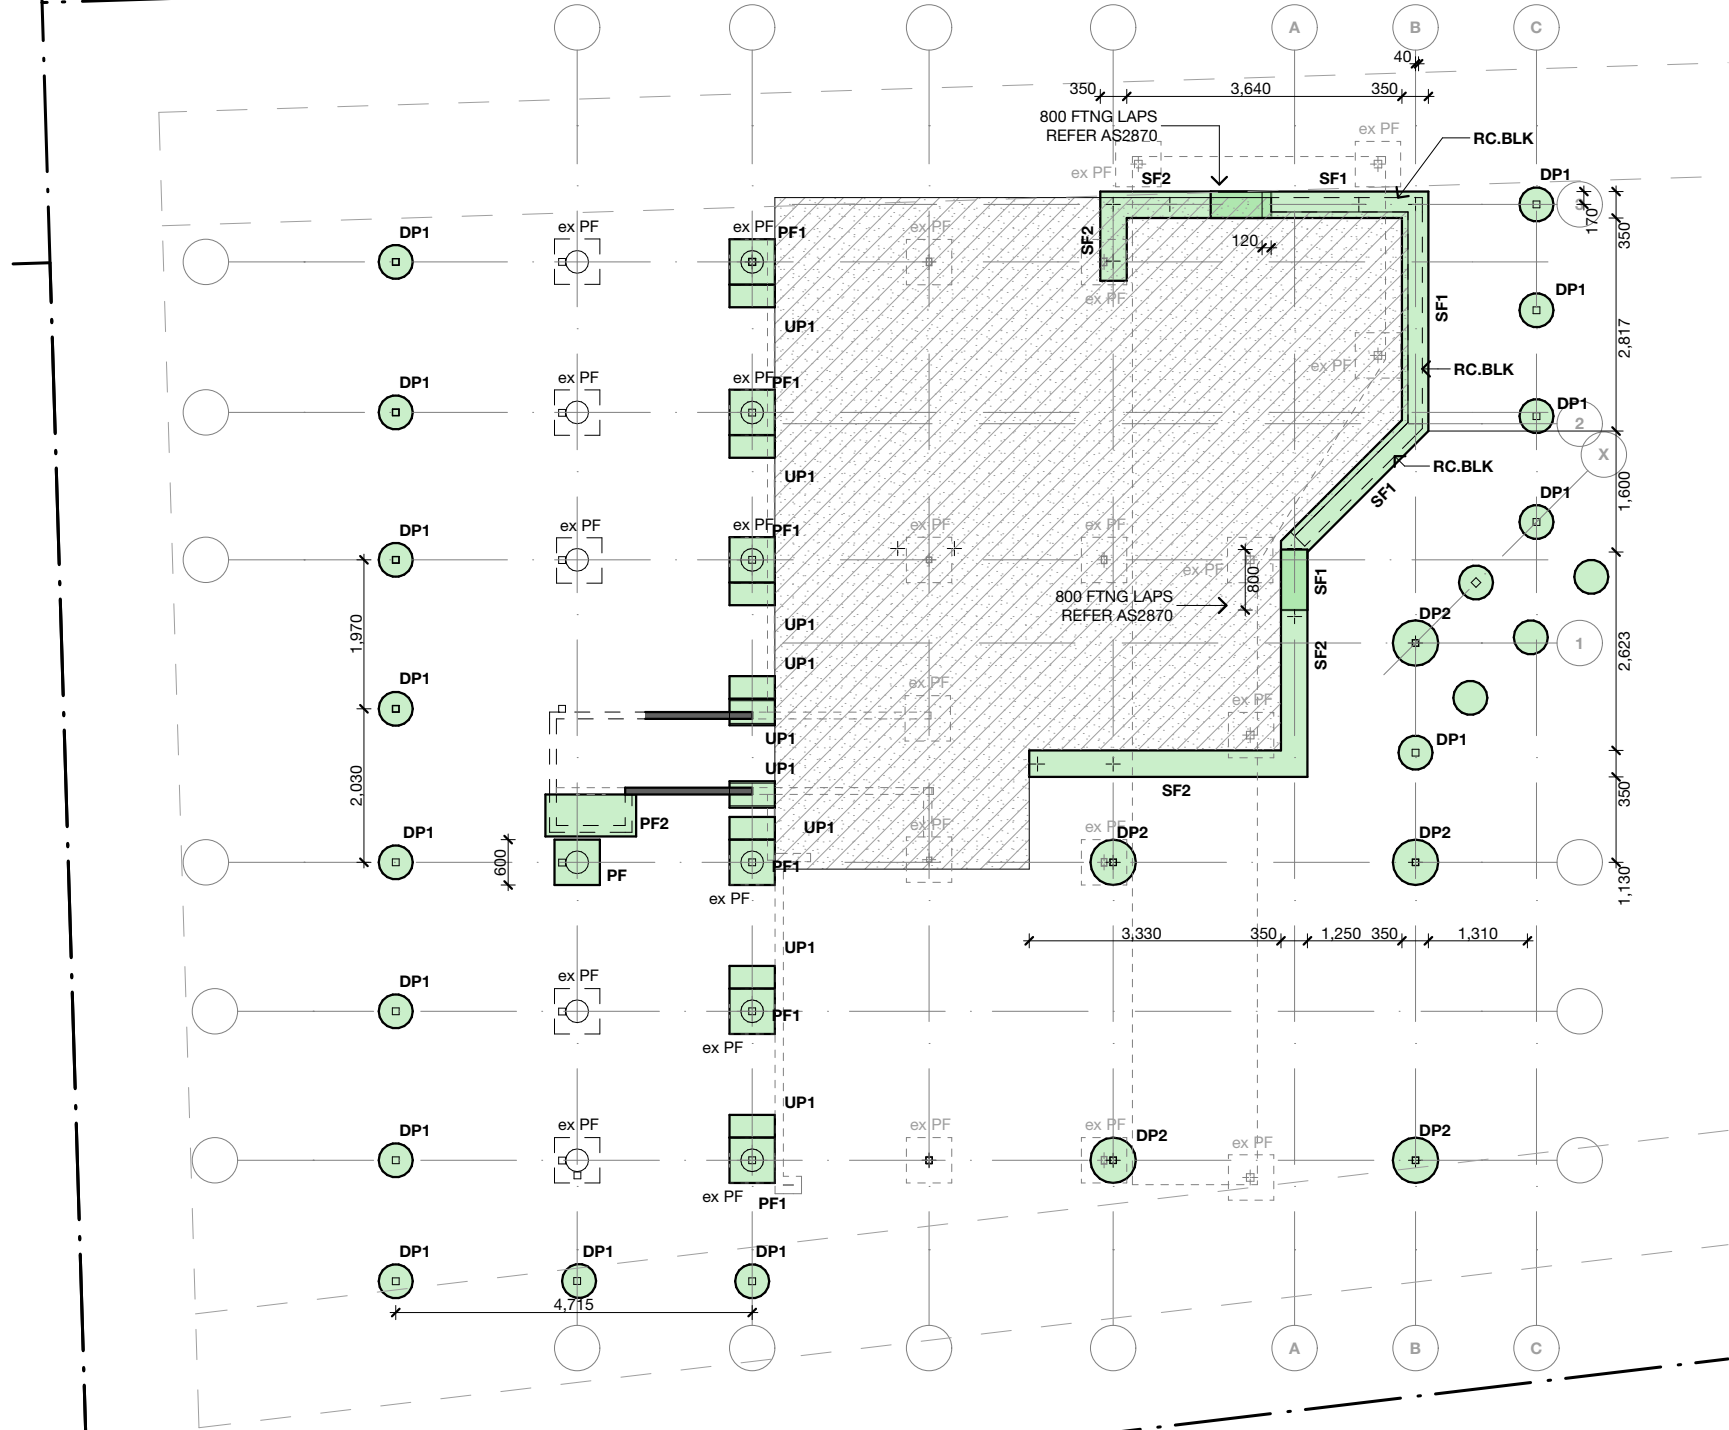 A
B
C
40
350
3,640
350
800 FTNG LAPS
REFER AS2870
ex PF
RC.BLK
ex PF
SF2
SF1
DP1
3
170
350
DP1
ex PF
ex PF
PF1
ex PF
SF2
120
ex PF
DP1
SF1
UP1
2,817
ex PF
RC.BLK
DP1
ex PF
ex PF
PF1
DP1
2
X
RC.BLK
UP1
SF1
1,600
DP1
DP1
ex PF
ex PF
PF1
ex PF
ex PF
ex PF
800
SF1
800 FTNG LAPS
REFER AS2870
DP2
1,970
UP1
UP1
SF2
1
2,623
DP1
ex PF
ex PF
UP1
DP1
UP1
2,030
SF2
350
PF2
UP1
ex PF
ex PF
DP2
DP2
DP1
600
PF
PF1
1,130
ex PF
3,330
350
1,250
350
1,310
UP1
DP1
ex PF
PF1
ex PF
UP1
DP1
ex PF
ex PF
ex PF
DP2
ex PF
DP2
ex PF
PF1
DP1
DP1
DP1
4,715
A
B
C